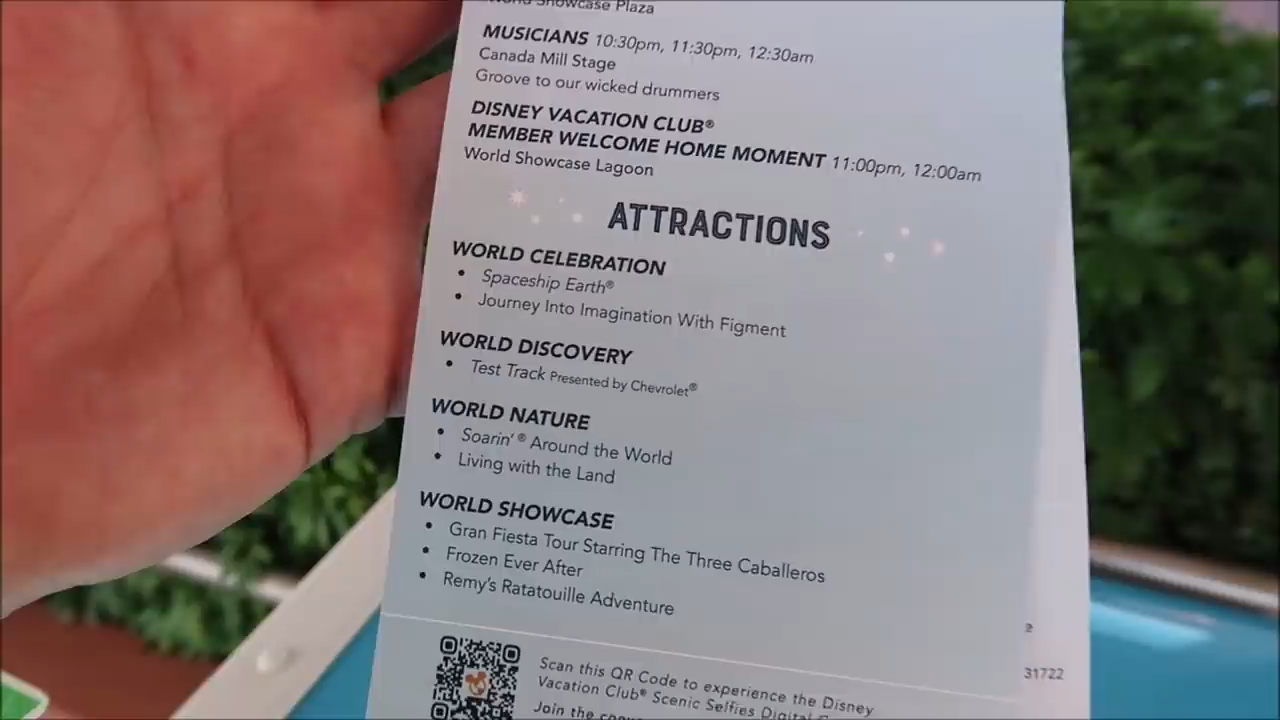 World Showcase Plaza
MUSICIANS 10:30pm, 11:30pm, 12:30am
Canada Mill Stage
Groove to our wicked drummers
DISNEY VACATION CLUB®
MEMBER WELCOME HOME MOMENT 11:00pm, 12:00am
World Showcase Lagoon
ATTRACTIONS
WORLD CELEBRATION
• Spaceship Earth®
• Journey Into Imagination With Figment
WORLD DISCOVERY
• Test Track Presented by Chevrolet®
WORLD NATURE
• Soarin'® Around the World
• Living with the Land
WORLD SHOWCASE
• Gran Fiesta Tour Starring The Three Caballeros
• Frozen Ever After
• Remy's Ratatouille Adventure
Scan this QR Code to experience the Disney
Vacation Club® Scenic Selfies Digital
Join the
2
31722